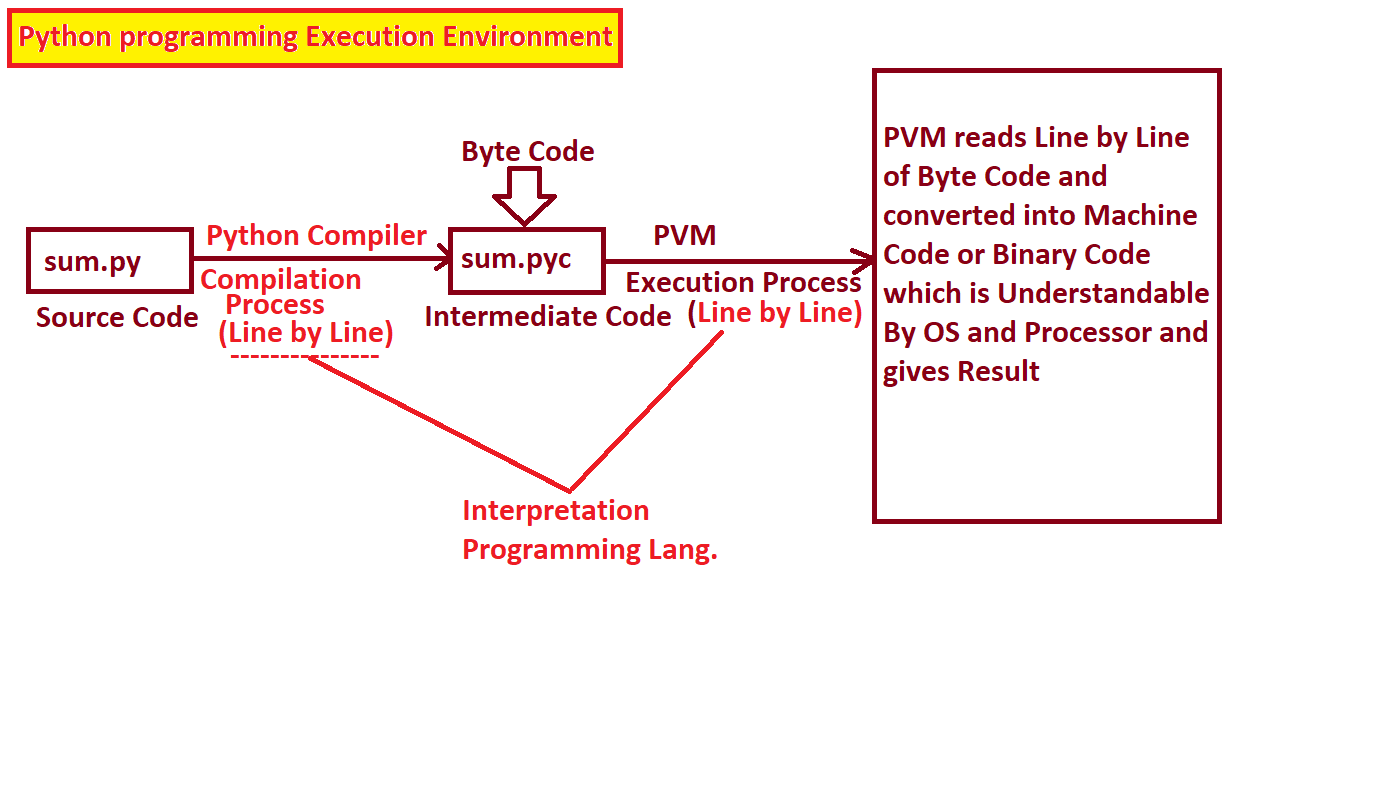 Python programming Execution Environment
Byte Code
sum.py
Python Compiler
Compilation
Process
(Line by Line)
---------------
Source Code
sum.pyc
Intermediate Code
PVM
Execution Process
(Line by Line)
PVM reads Line by Line
of Byte Code and
converted into Machine
Code or Binary Code
which is Understandable
By OS and Processor and
gives Result
Interpretation
Programming Lang.